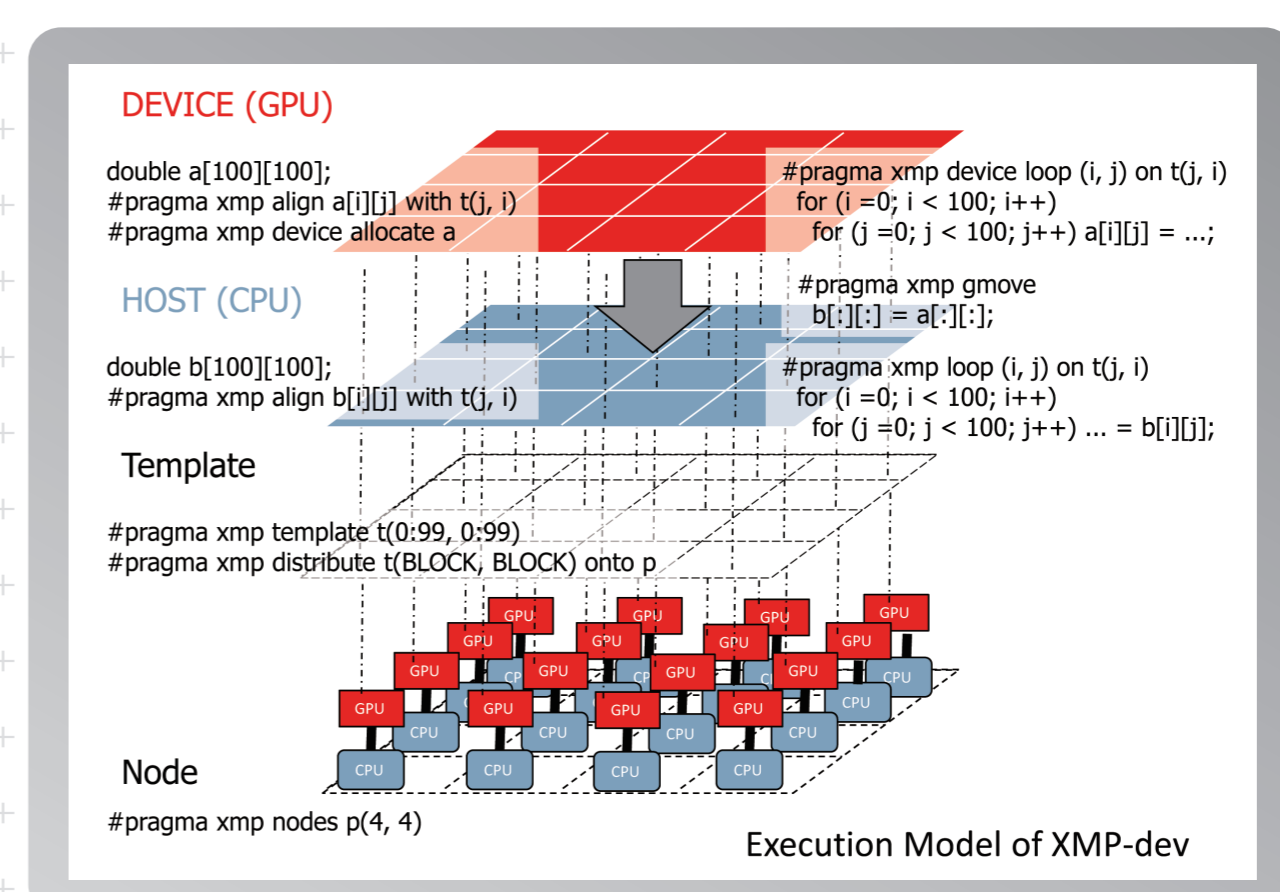 DEVICE (GPU)
double a[100][100];
#pragma xmp align a[i][j] with t(j, i)
#pragma xmp device allocate a
#pragma xmp device loop (i, j) on t(j, i)
for (i =0; i < 100; i++)
for (j =0; j < 100; j++) a[i][j] = ...;
HOST (CPU)
#pragma xmp gmove
b[:][:] = a[:][:];
double b[100][100];
#pragma xmp align b[i][j] with t(j, i)
#pragma xmp loop (i, j) on t(j, i)
for (i =0; i < 100; i++)
for (j =0; j < 100; j++) ... = b[i][j];
Template
#pragma xmp template t(0:99, 0:99)
#pragma xmp distribute t(BLOCK, BLOCK) onto p
GPU GPU GPU GPU
GPU GPU GPU GPU
GPU GPU GPU GPU
CPU
GPU GPU GPU GPU
CPU
CPU CPU CPU
CPU CPU CPU CPU
Node
#pragma xmp nodes p(4, 4)
Execution Model of XMP-dev